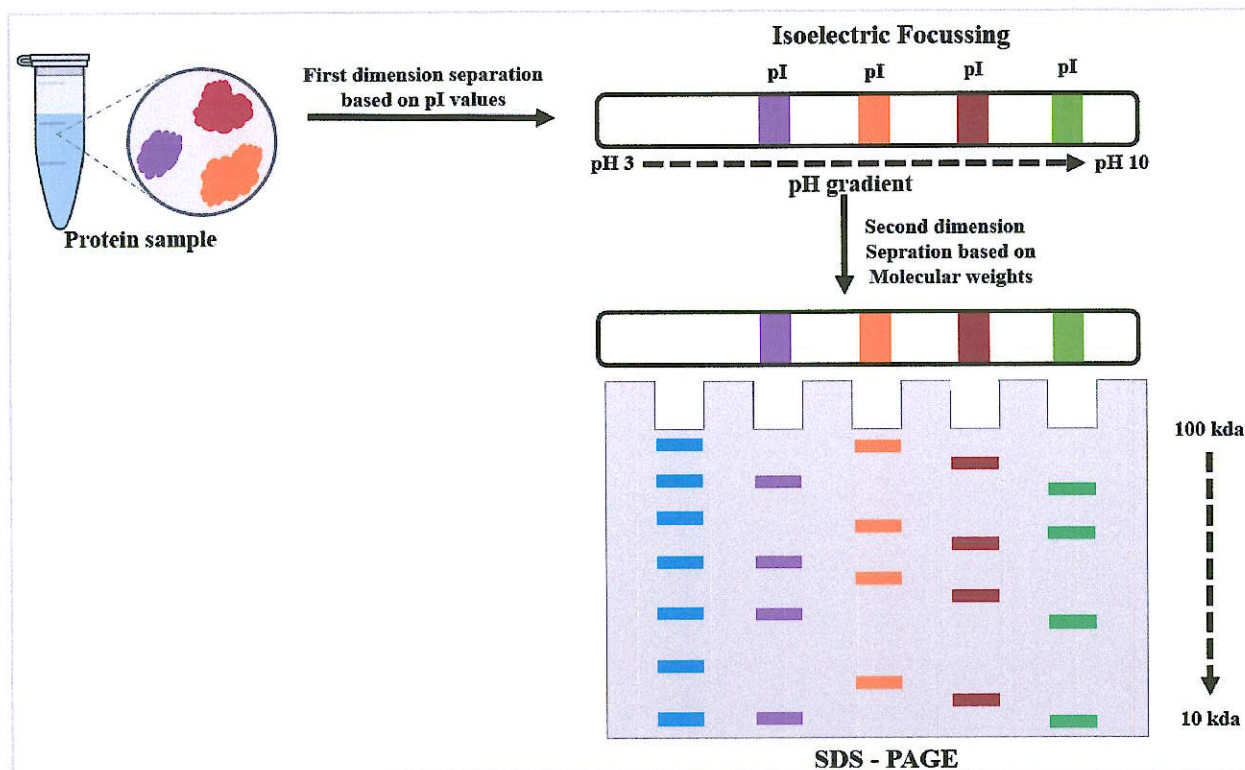 Isoelectric Focussing
First dimension separation
based on pI values
pI pI pI pI
pH 3
pH 10
pH gradient
Protein sample
Second dimension
Sepration based on
Molecular weights
100 kda
10 kda
SDS - PAGE